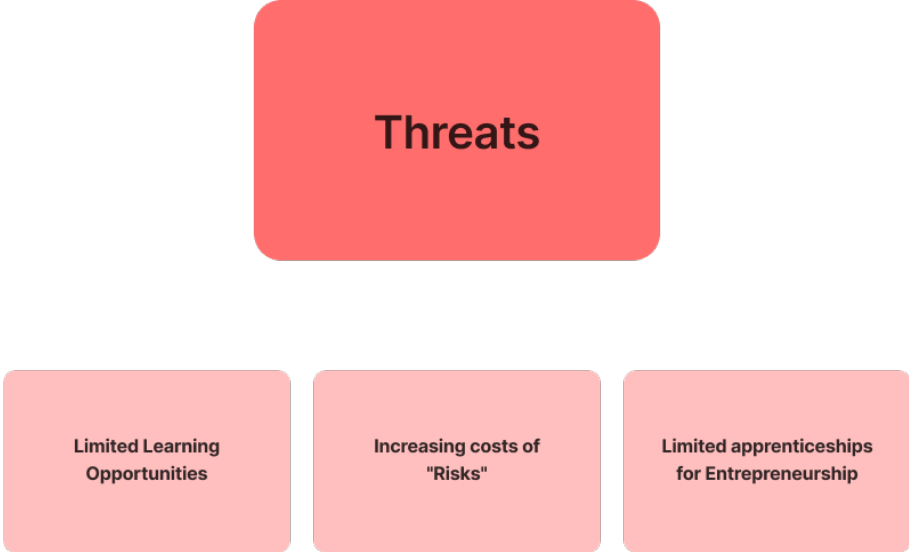 Threats
Limited Learning
Opportunities
Increasing costs of
"Risks"
Limited apprenticeships
for Entrepreneurship